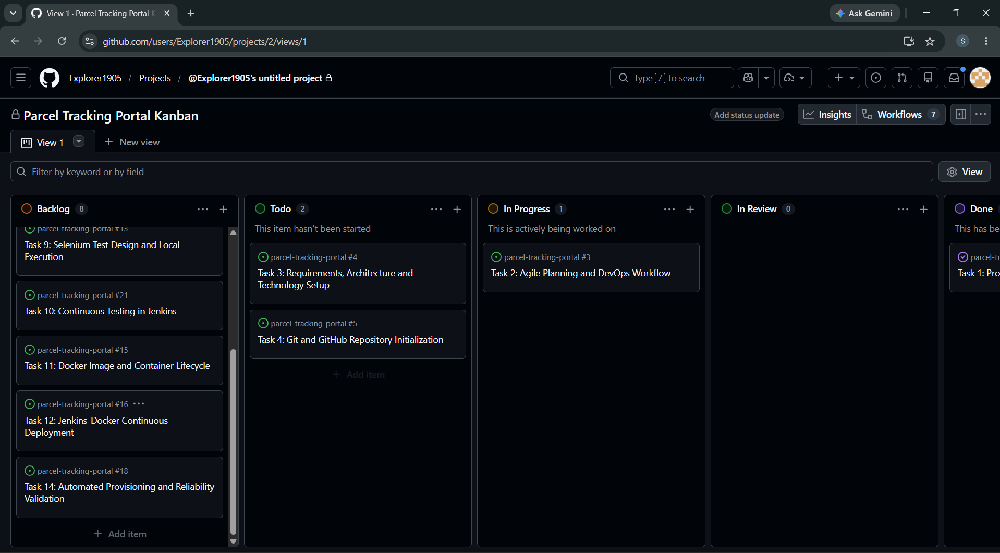 View 1 · Parcel Tracking Portal K
Ask Gemini
github.com/users/Explorer1905/projects/2/views/1
S
Explorer1905 / Projects / @Explorer1905's untitled project
Type / to search
Parcel Tracking Portal Kanban
Add status update
Insights
Workflows 7
View 1
New view
Filter by keyword or by field
View
Backlog 8
parcel-tracking-portal #13
Task 9: Selenium Test Design and Local
Execution
parcel-tracking-portal #21
Task 10: Continuous Testing in Jenkins
parcel-tracking-portal #15
Task 11: Docker Image and Container Lifecycle
parcel-tracking-portal #16
Task 12: Jenkins-Docker Continuous
Deployment
parcel-tracking-portal #18
Task 14: Automated Provisioning and Reliability
Validation
Add item
Todo 2
This item hasn't been started
parcel-tracking-portal #4
Task 3: Requirements, Architecture and
Technology Setup
parcel-tracking-portal #5
Task 4: Git and GitHub Repository Initialization
Add item
In Progress 1
This is actively being worked on
parcel-tracking-portal #3
Task 2: Agile Planning and DevOps Workflow
In Review 0
Done
This has be
parcel-tr
Task 1: Pro